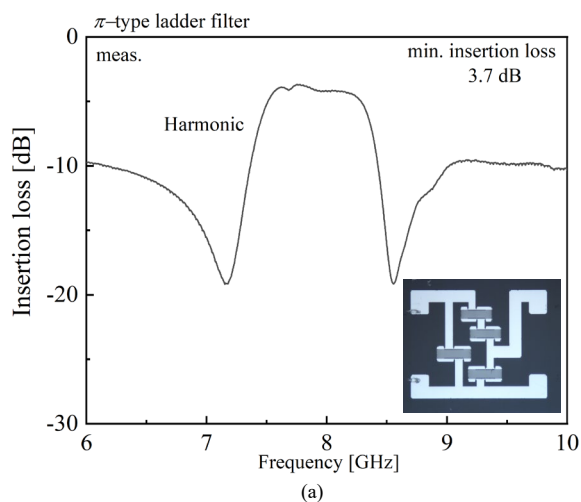 π–type ladder filter
meas.
min. insertion loss
3.7 dB
Harmonic
Insertion loss [dB]
0
-10
-20
-30
6
7
8
9
10
Frequency [GHz]
(a)